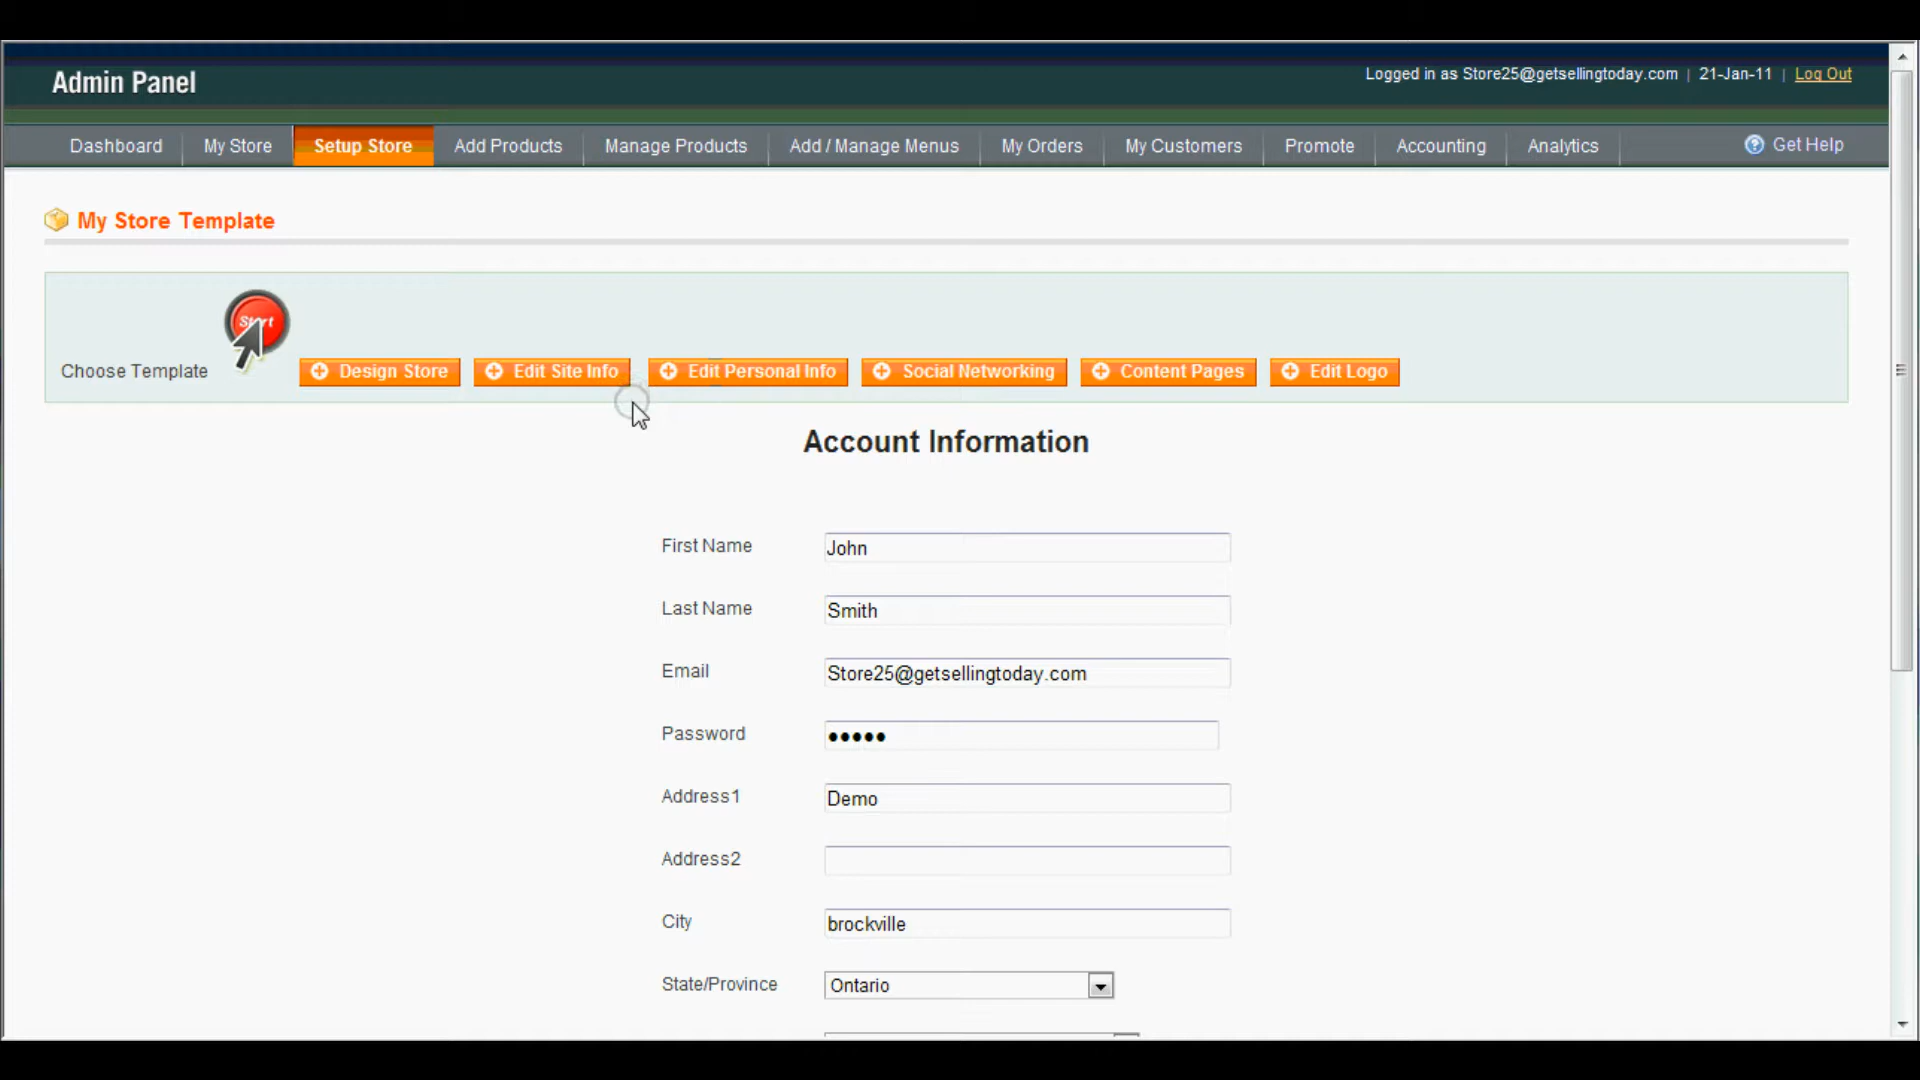 Admin Panel
Logged in as Store25@getsellingtoday.com | 21-Jan-11 | Log Out
Dashboard My Store Setup Store Add Products Manage Products Add / Manage Menus My Orders My Customers Promote Accounting Analytics Get Help
My Store Template
Start
Choose Template Design Store Edit Site Info Edit Personal Info Social Networking Content Pages Edit Logo
Account Information
First Name John
Last Name Smith
Email Store25@getsellingtoday.com
Password •••••
Address1 Demo
Address2
City brockville
State/Province Ontario